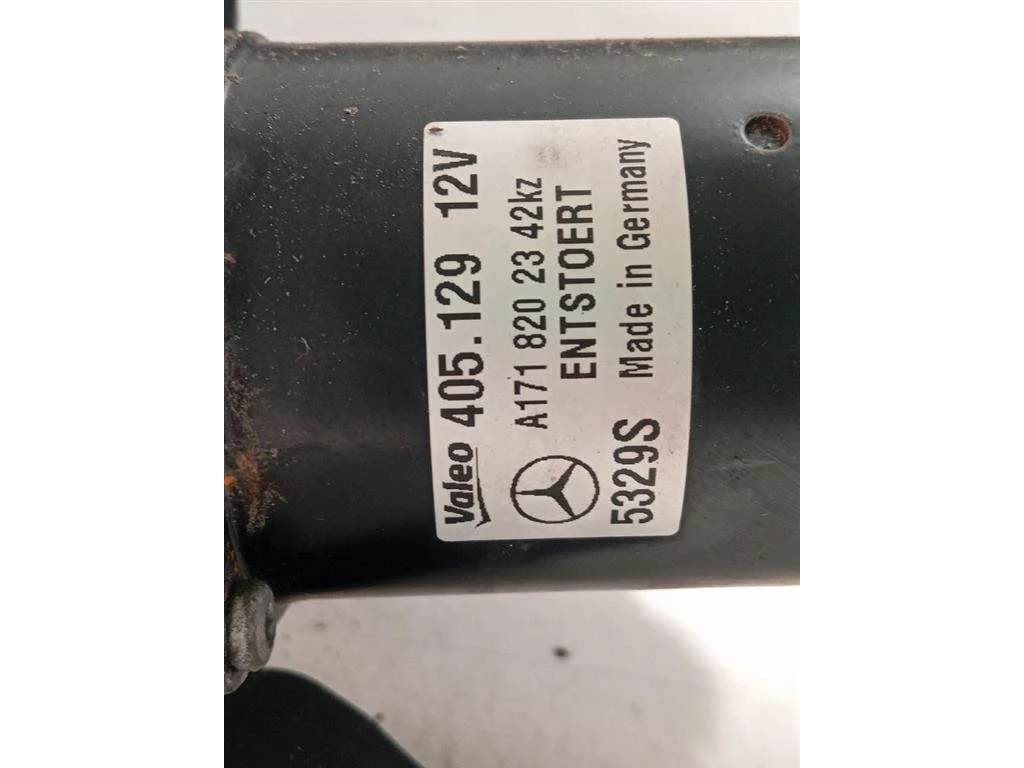 Valeo 405.129 12V
A171 820 23 42kz
ENTSTOERT
5329S Made in Germany